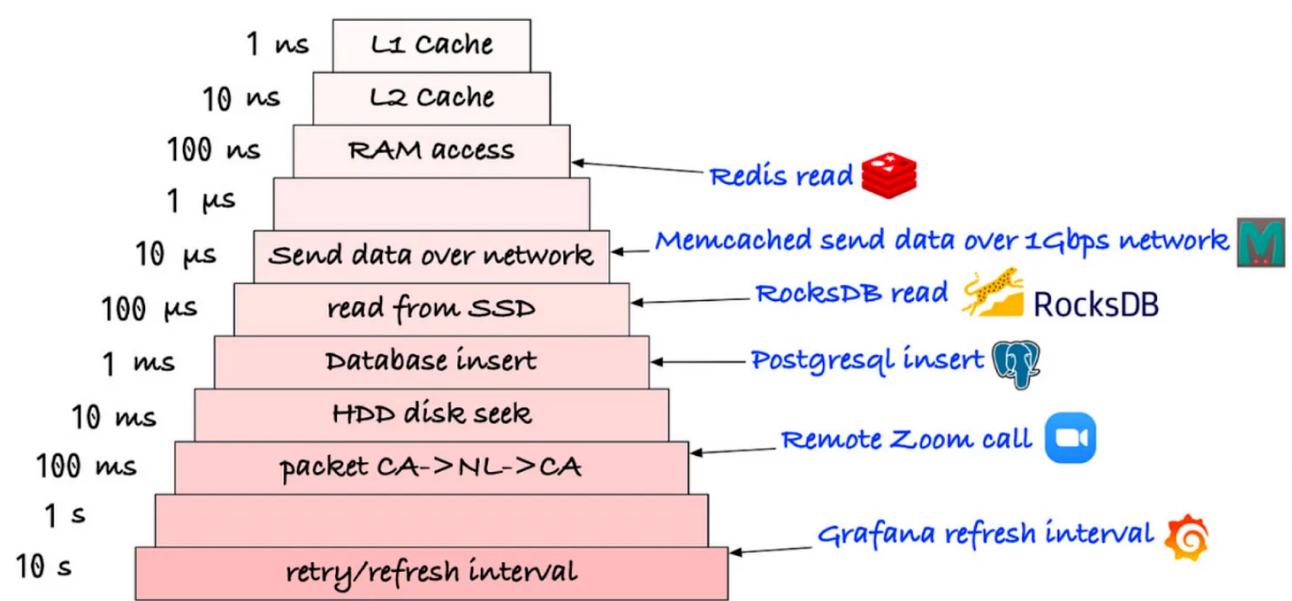 1 ns L1 Cache
10 ns L2 Cache
100 ns RAM access
Redis read
1 µs
10 µs Send data over network
Memcached send data over 1Gbps network
100 µs read from SSD
RocksDB read RocksDB
1 ms Database insert
Postgresql insert
10 ms HDD disk seek
Remote Zoom call
100 ms packet CA->NL->CA
1 s
Grafana refresh interval
10 s retry/refresh interval